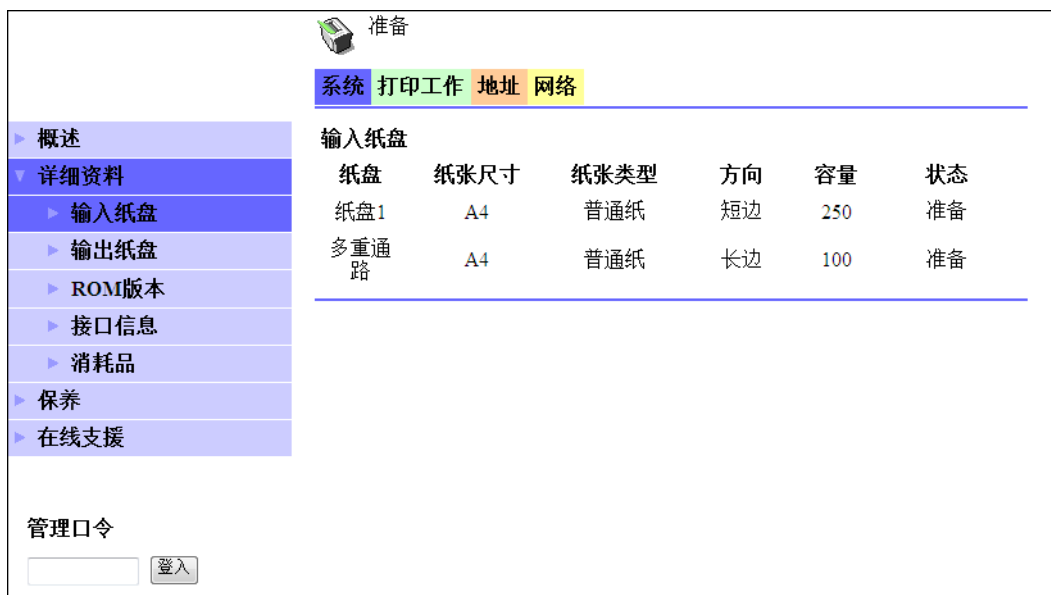 准备
系统 打印工作 地址 网络
概述
详细资料
输入纸盘
输出纸盘
ROM版本
接口信息
消耗品
保养
在线支援
管理口令
登入
输入纸盘
纸盘 纸张尺寸 纸张类型 方向 容量 状态
纸盘1 A4 普通纸 短边 250 准备
多重通
路 A4 普通纸 长边 100 准备